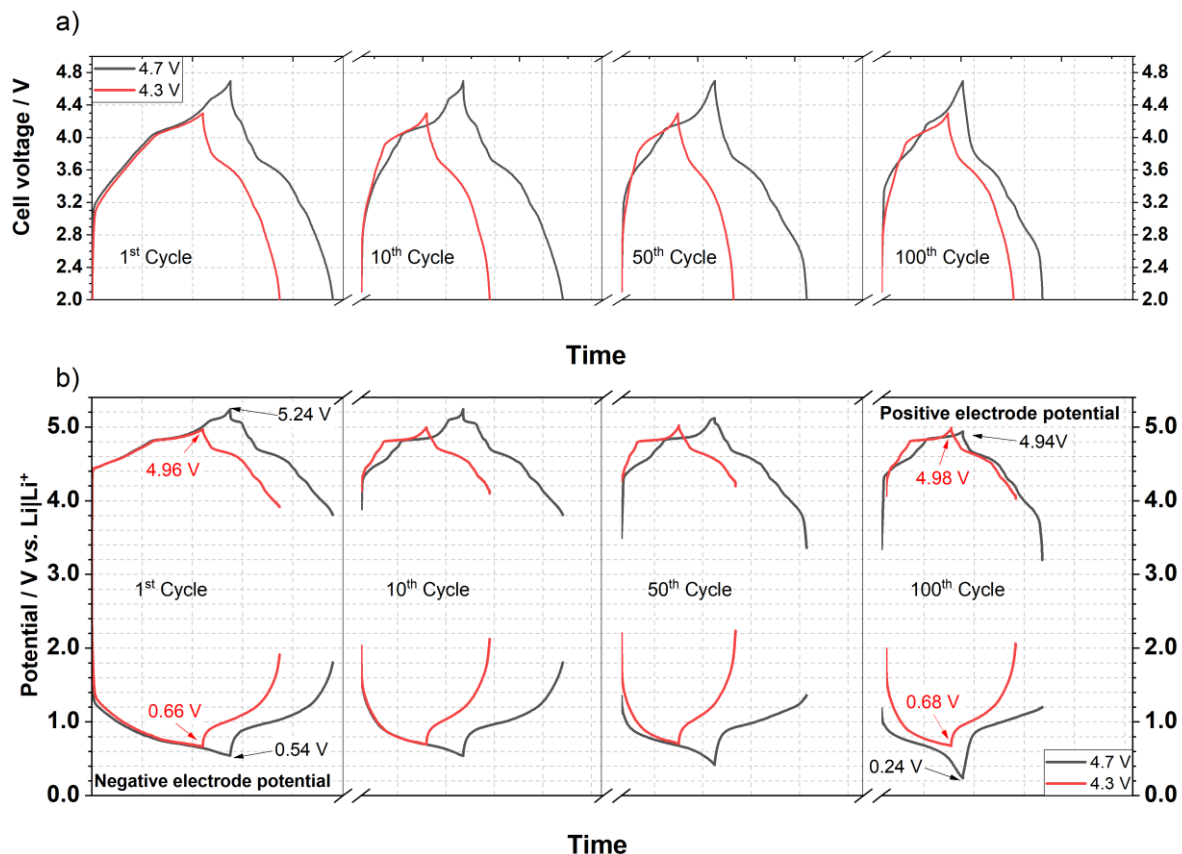 a)
Cell voltage / V
4.8
4.4
4.0
3.6
3.2
2.8
2.4
2.0
4.7 V
4.3 V
1st Cycle
10th Cycle
50th Cycle
100th Cycle
4.8
4.4
4.0
3.6
3.2
2.8
2.4
2.0
Time
b)
Potential / V vs. Li|Li⁺
5.0
4.0
3.0
2.0
1.0
0.0
5.24 V
4.96 V
Positive electrode potential
4.94V
4.98 V
1st Cycle
10th Cycle
50th Cycle
100th Cycle
0.66 V
0.54 V
Negative electrode potential
0.68 V
0.24 V
4.7 V
4.3 V
5.0
4.0
3.0
2.0
1.0
0.0
Time